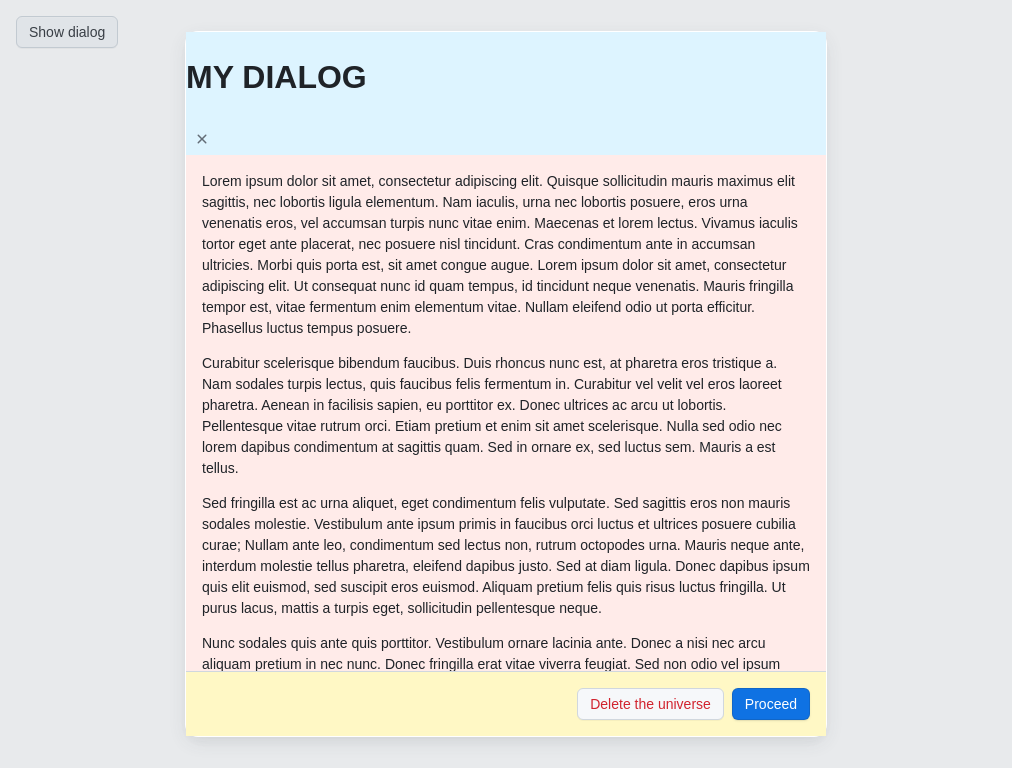 Show dialog
MY DIALOG
×
Lorem ipsum dolor sit amet, consectetur adipiscing elit. Quisque sollicitudin mauris maximus elit
sagittis, nec lobortis ligula elementum. Nam iaculis, urna nec lobortis posuere, eros urna
venenatis eros, vel accumsan turpis nunc vitae enim. Maecenas et lorem lectus. Vivamus iaculis
tortor eget ante placerat, nec posuere nisl tincidunt. Cras condimentum ante in accumsan
ultricies. Morbi quis porta est, sit amet congue augue. Lorem ipsum dolor sit amet, consectetur
adipiscing elit. Ut consequat nunc id quam tempus, id tincidunt neque venenatis. Mauris fringilla
tempor est, vitae fermentum enim elementum vitae. Nullam eleifend odio ut porta efficitur.
Phasellus luctus tempus posuere.
Curabitur scelerisque bibendum faucibus. Duis rhoncus nunc est, at pharetra eros tristique a.
Nam sodales turpis lectus, quis faucibus felis fermentum in. Curabitur vel velit vel eros laoreet
pharetra. Aenean in facilisis sapien, eu porttitor ex. Donec ultrices ac arcu ut lobortis.
Pellentesque vitae rutrum orci. Etiam pretium et enim sit amet scelerisque. Nulla sed odio nec
lorem dapibus condimentum at sagittis quam. Sed in ornare ex, sed luctus sem. Mauris a est
tellus.
Sed fringilla est ac urna aliquet, eget condimentum felis vulputate. Sed sagittis eros non mauris
sodales molestie. Vestibulum ante ipsum primis in faucibus orci luctus et ultrices posuere cubilia
curae; Nullam ante leo, condimentum sed lectus non, rutrum octopodes urna. Mauris neque ante,
interdum molestie tellus pharetra, eleifend dapibus justo. Sed at diam ligula. Donec dapibus ipsum
quis elit euismod, sed suscipit eros euismod. Aliquam pretium felis quis risus luctus fringilla. Ut
purus lacus, mattis a turpis eget, sollicitudin pellentesque neque.
Nunc sodales quis ante quis porttitor. Vestibulum ornare lacinia ante. Donec a nisi nec arcu
aliquam pretium in nec nunc. Donec fringilla erat vitae viverra feugiat. Sed non odio vel ipsum
Delete the universe
Proceed